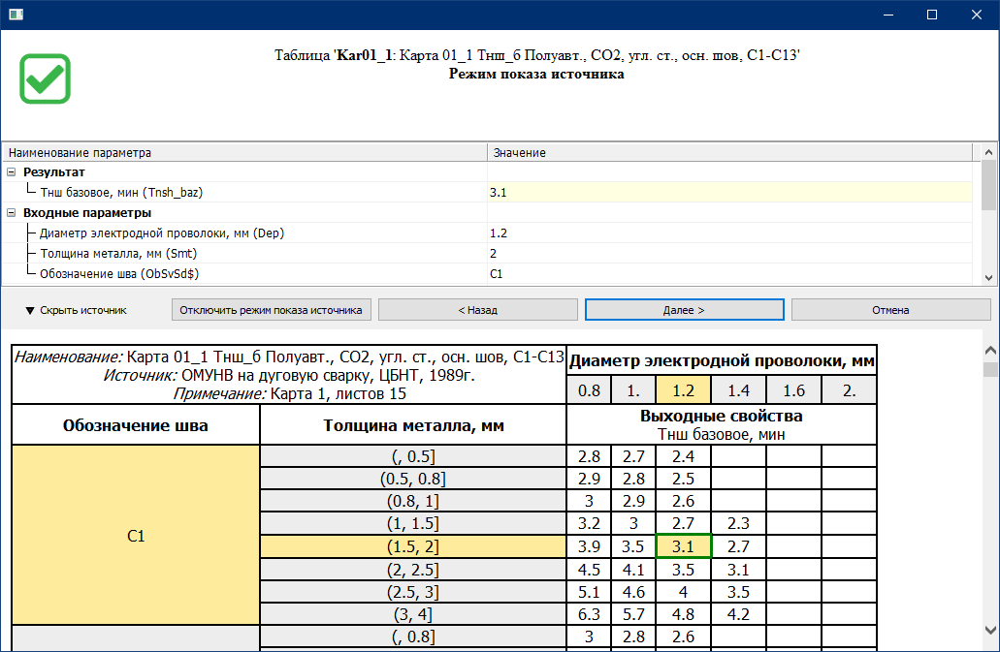 Таблица 'Kar01_1: Карта 01_1 Тнш_б Полуавт., CO2, угл. ст., осн. шов, С1-С13'
Режим показа источника
Наименование параметра Значение
Результат
Тнш базовое, мин (Tnsh_baz) 3.1
Входные параметры
Диаметр электродной проволоки, мм (Dep) 1.2
Толщина металла, мм (Smt) 2
Обозначение шва (ObSvSd$) С1
▼ Скрыть источник Отключить режим показа источника < Назад Далее > Отмена
Наименование: Карта 01_1 Тнш_б Полуавт., CO2, угл. ст., осн. шов, С1-С13
Источник: ОМУНВ на дуговую сварку, ЦБНТ, 1989г.
Примечание: Карта 1, листов 15
Диаметр электродной проволоки, мм
0.8 1. 1.2 1.4 1.6 2.
Обозначение шва Толщина металла, мм
Выходные свойства
Тнш базовое, мин
С1
(, 0.5] 2.8 2.7 2.4
(0.5, 0.8] 2.9 2.8 2.5
(0.8, 1] 3 2.9 2.6
(1, 1.5] 3.2 3 2.7 2.3
(1.5, 2] 3.9 3.5 3.1 2.7
(2, 2.5] 4.5 4.1 3.5 3.1
(2.5, 3] 5.1 4.6 4 3.5
(3, 4] 6.3 5.7 4.8 4.2
(, 0.8] 3 2.8 2.6